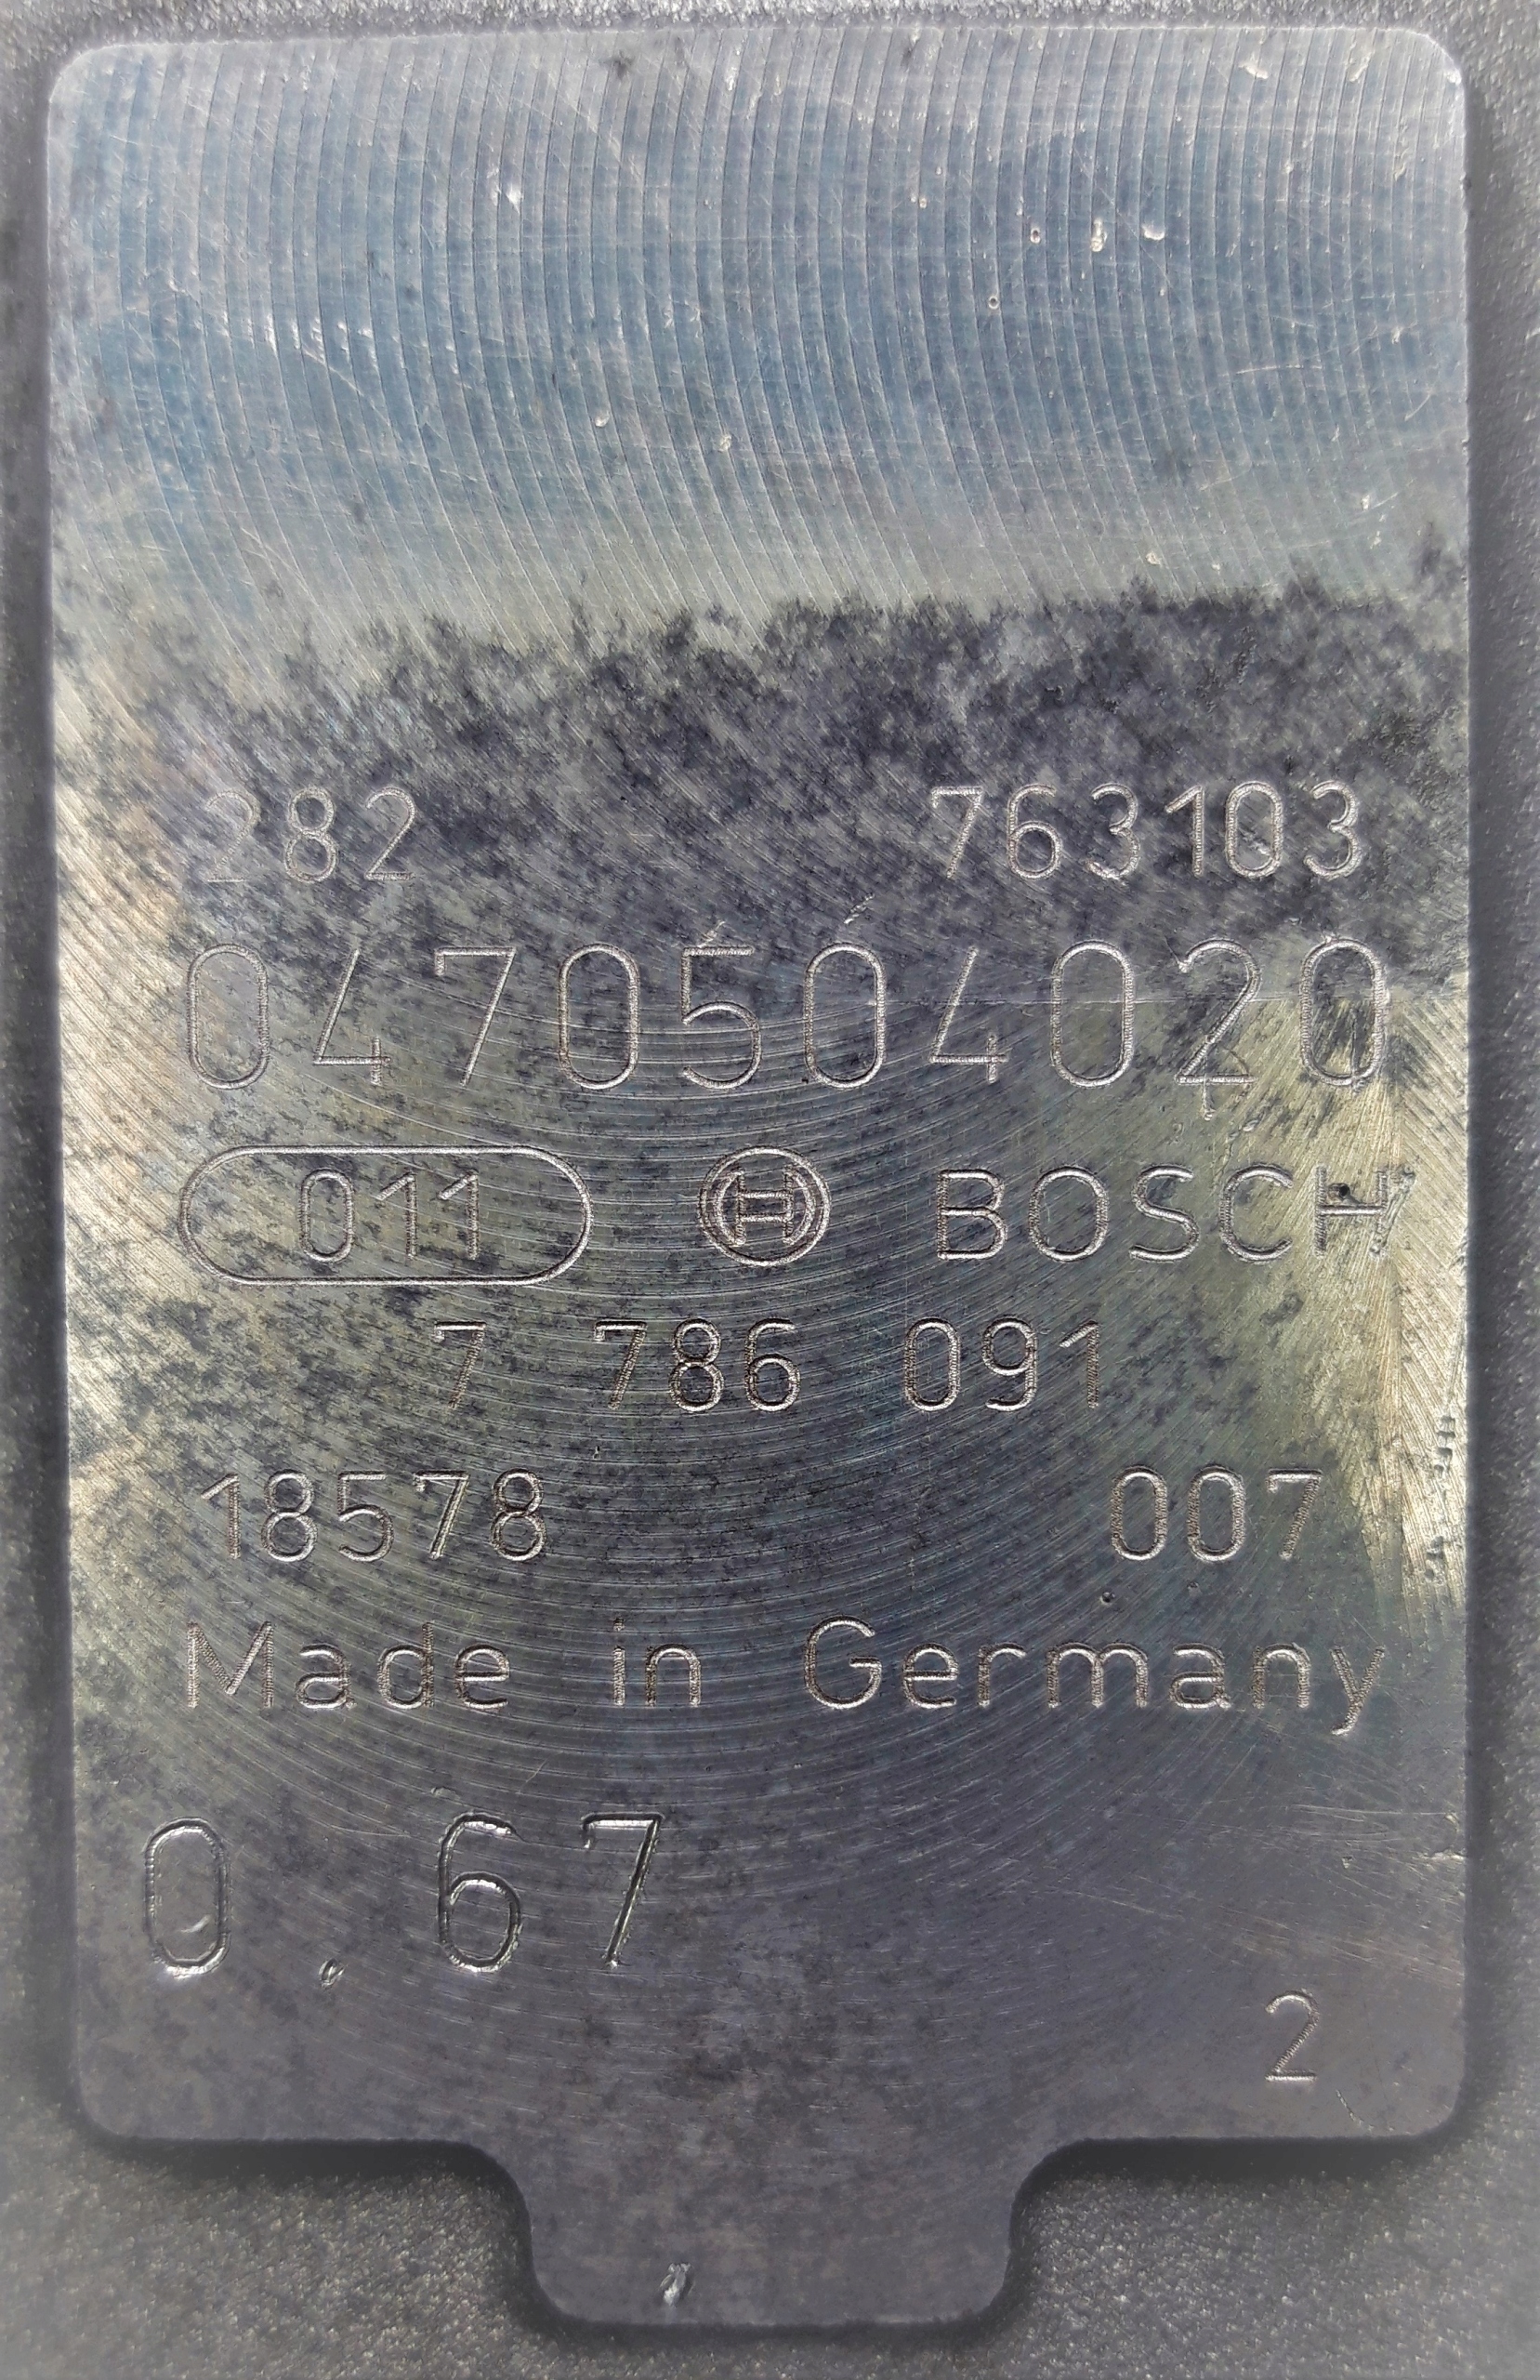 282 763103
0470504020
011 BOSCH
7 786 091
18578 007
Made in Germany
0.67
2